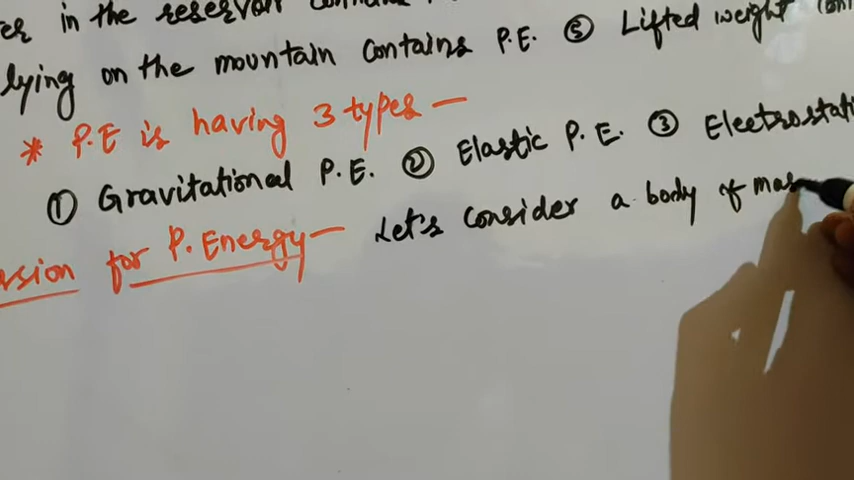 in the reservoir
lying on the mountain contains P.E. ⑤ Lifted weight
* P.E is having 3 types —
① Gravitational P.E. ② Elastic P.E. ③ Electrostati
for P. Energy — Let's consider a body of mas